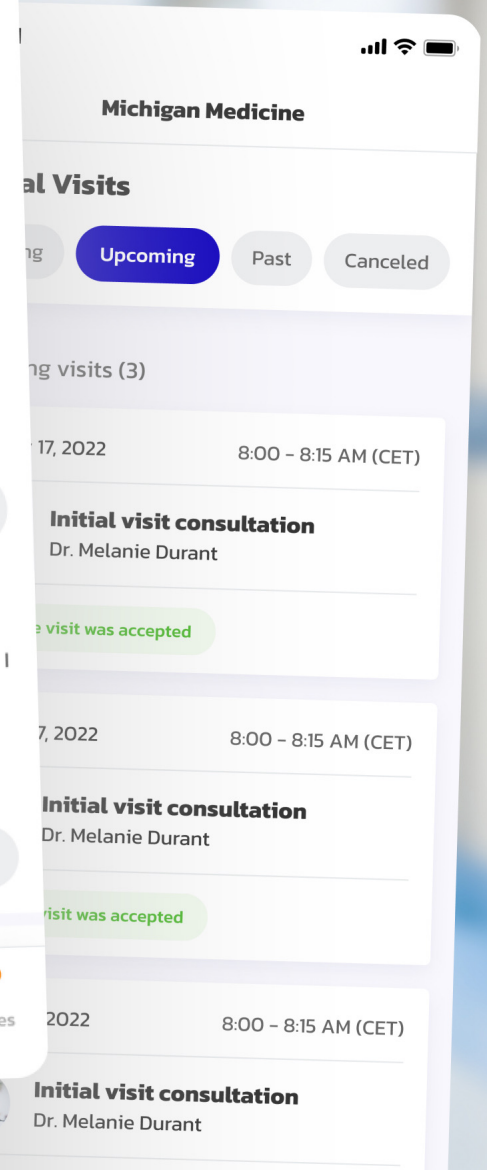 Michigan Medicine
al Visits
ng Upcoming Past Canceled
ng visits (3)
17, 2022 8:00 - 8:15 AM (CET)
Initial visit consultation
Dr. Melanie Durant
e visit was accepted
7, 2022 8:00 - 8:15 AM (CET)
Initial visit consultation
Dr. Melanie Durant
visit was accepted
es 2022 8:00 - 8:15 AM (CET)
Initial visit consultation
Dr. Melanie Durant